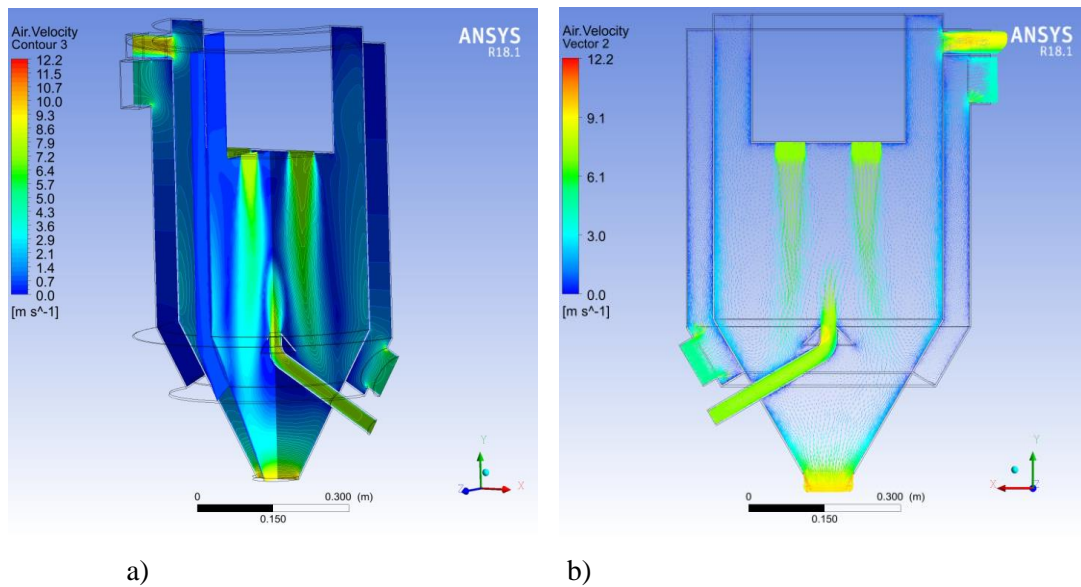 Air.Velocity
Contour 3
12.2
11.5
10.7
10.0
9.3
8.6
7.9
7.2
6.5
5.7
5.0
4.3
3.6
2.9
2.1
1.4
0.7
0.0
[m s^-1]
ANSYS
R18.1
Y
Z
X
0
0.300 (m)
0.150
Air.Velocity
Vector 2
12.2
9.1
6.1
3.0
0.0
[m s^-1]
ANSYS
R18.1
Y
X
Z
0
0.300 (m)
0.150
a)
b)